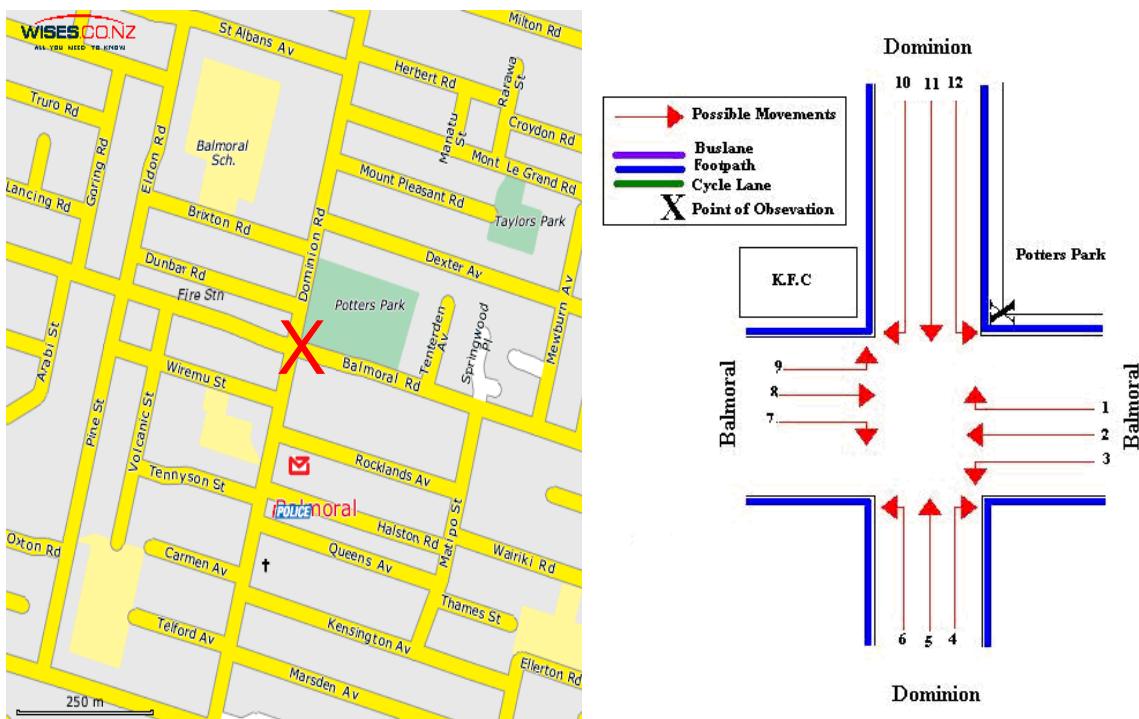 WISES.CO.NZ
ALL YOU NEED TO KNOW
St Albans Av
Milton Rd
Herbert Rd
Rarawa St
Truro Rd
Manatu St
Croydon Rd
Balmoral Sch.
Mont Le Grand Rd
Goring Rd
Eldon Rd
Mount Pleasant Rd
Lancing Rd
Taylors Park
Brixton Rd
Dominion Rd
Dexter Av
Dunbar Rd
Fire Stn
Potters Park
Mewburn Av
Tenterden Av
Springwood Pl.
Arabi St
X
Balmoral Rd
Wiremu St
Pine St
Volcanic St
Rocklands Av
Tennyson St
Balmoral
POLICE
Halston Rd
Matipo St
Oxton Rd
Carmen Av
Queens Av
Wairiki Rd
Thames St
Telford Av
Kensington Av
Ellerton Rd
Marsden Av
250 m
Dominion
10 11 12
Possible Movements
Buslane
Footpath
Cycle Lane
X Point of Obsevation
Potters Park
K.F.C
Balmoral
9
8
7
1
2
3
Balmoral
6 5 4
Dominion